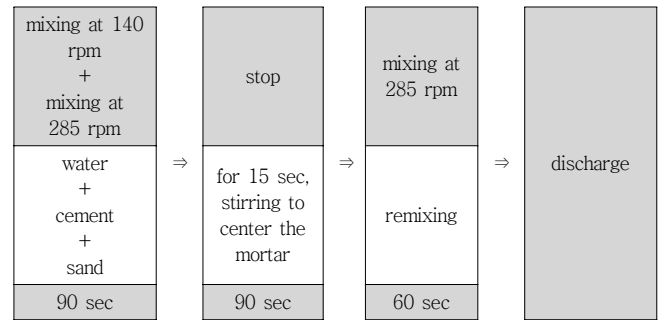 mixing at 140
rpm
+
mixing at
285 rpm
water
+
cement
+
sand
90 sec
⇒
stop
for 15 sec,
stirring to
center the
mortar
90 sec
⇒
mixing at
285 rpm
remixing
60 sec
⇒
discharge